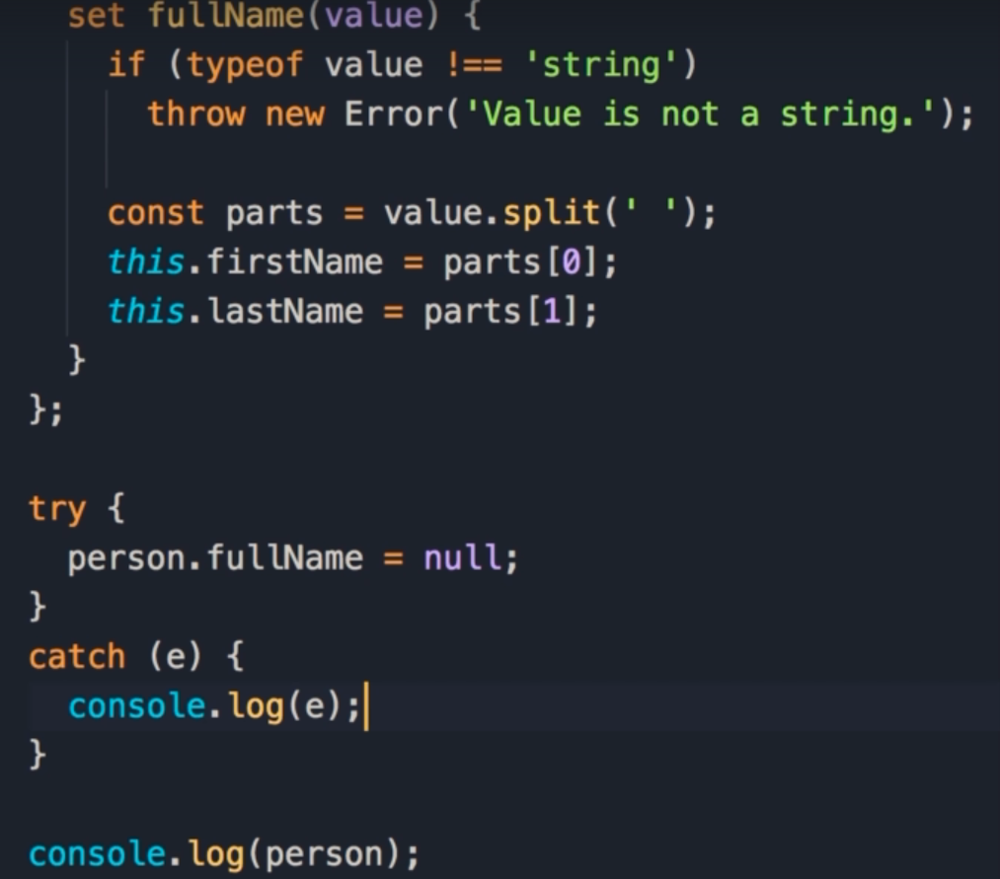 set fullName(value) {
if (typeof value !== 'string')
throw new Error('Value is not a string.');
const parts = value.split(' ');
this.firstName = parts[0];
this.lastName = parts[1];
}
};
try {
person.fullName = null;
}
catch (e) {
console.log(e);
}
console.log(person);